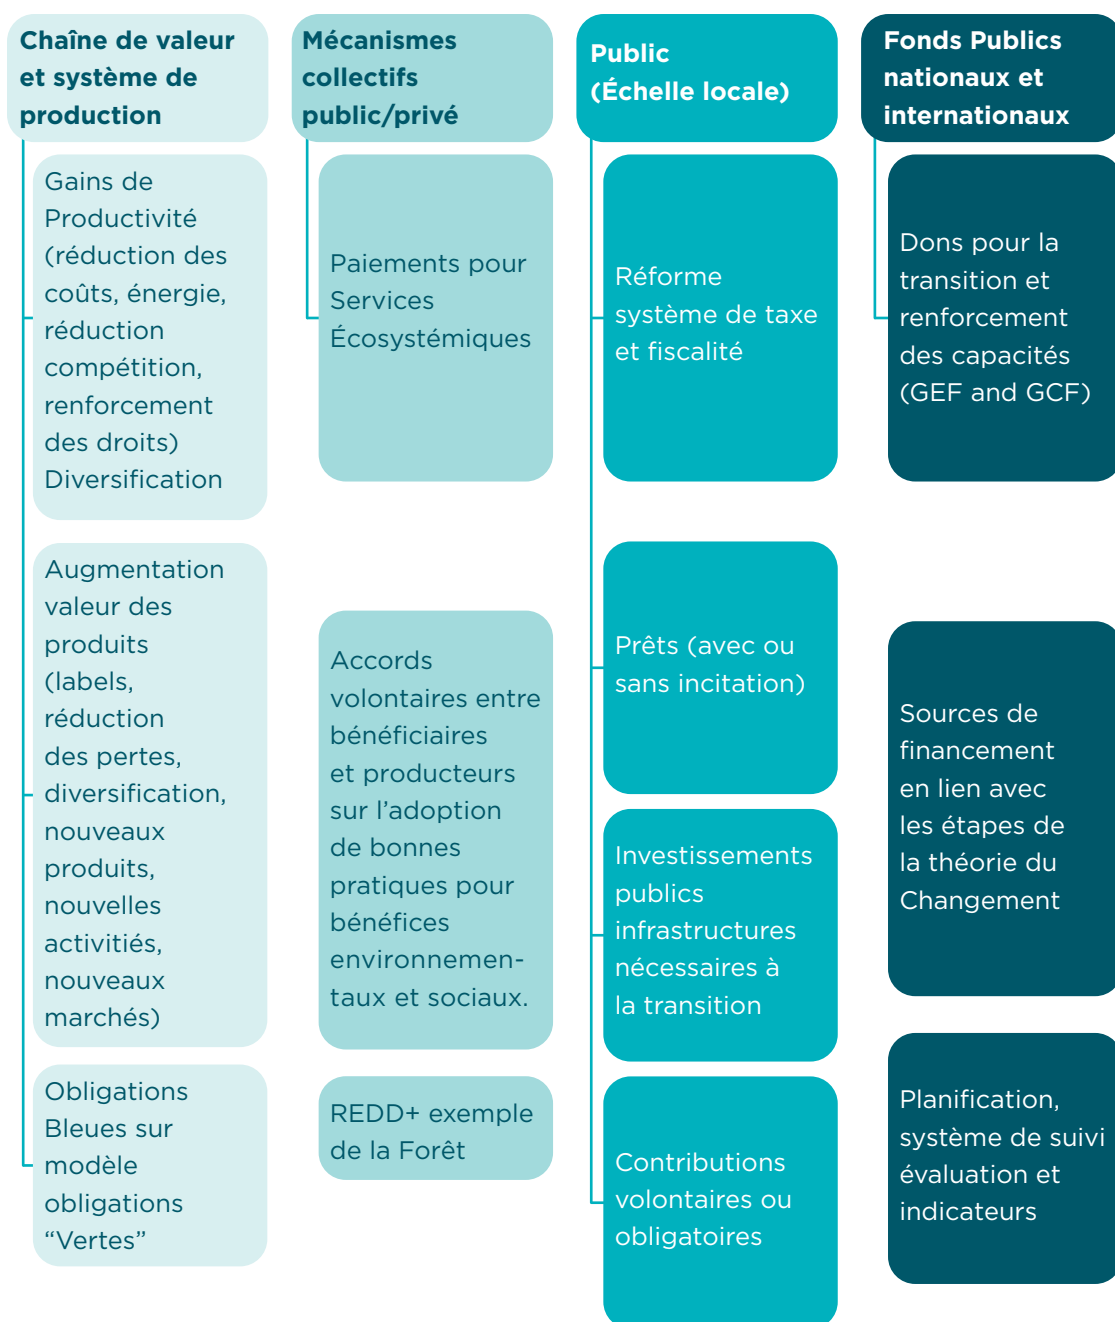 Chaîne de valeur
et système de
production
Gains de
Productivité
(réduction des
coûts, énergie,
réduction
compétition,
renforcement
des droits)
Diversification
Augmentation
valeur des
produits
(labels,
réduction
des pertes,
diversification,
nouveaux
produits,
nouvelles
activitiés,
nouveaux
marchés)
Obligations
Bleues sur
modèle
obligations
“Vertes”
Mécanismes
collectifs
public/privé
Paiements pour
Services
Écosystémiques
Accords
volontaires entre
bénéficiaires
et producteurs
sur l’adoption
de bonnes
pratiques pour
bénéfices
environnemen-
taux et sociaux.
REDD+ exemple
de la Forêt
Public
(Échelle locale)
Réforme
système de taxe
et fiscalité
Prêts (avec ou
sans incitation)
Investissements
publics
infrastructures
nécessaires à
la transition
Contributions
volontaires ou
obligatoires
Fonds Publics
nationaux et
internationaux
Dons pour la
transition et
renforcement
des capacités
(GEF and GCF)
Sources de
financement
en lien avec
les étapes de
la théorie du
Changement
Planification,
système de suivi
évaluation et
indicateurs